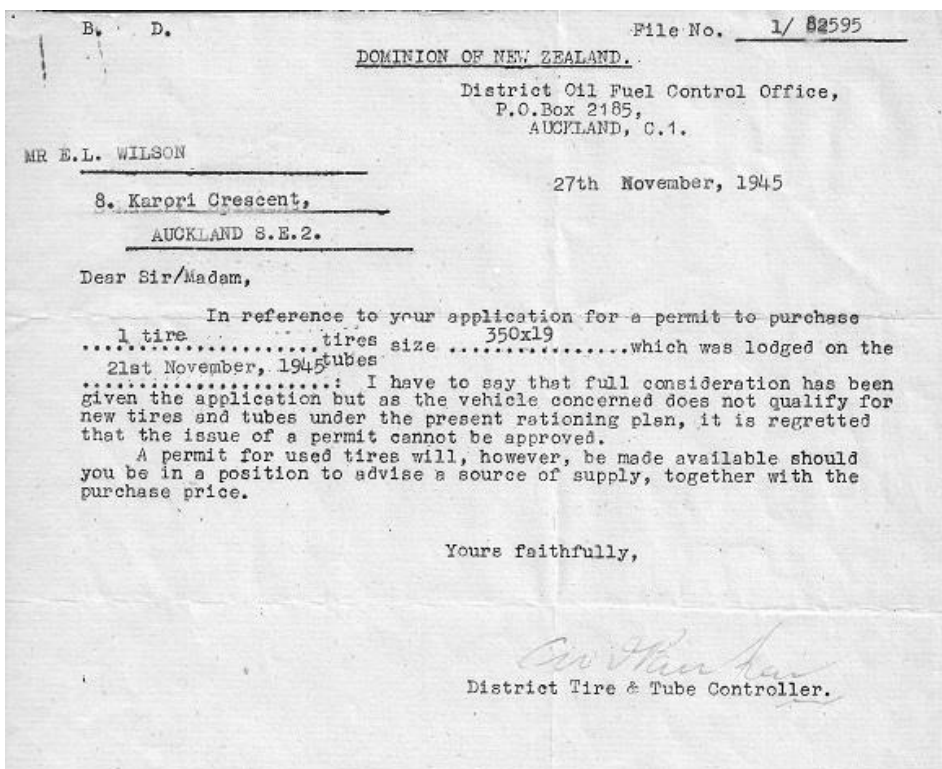 B. D. File No. 1/ 82595
DOMINION OF NEW ZEALAND.
District Oil Fuel Control Office,
P.O.Box 2185,
AUCKLAND, C.1.
MR E.L. WILSON
27th November, 1945
8. Karori Crescent,
AUCKLAND S.E.2.
Dear Sir/Madam,
In reference to your application for a permit to purchase
1 tire tires size 350x19 which was lodged on the
21st November, 1945 tubes
: I have to say that full consideration has been
given the application but as the vehicle concerned does not qualify for
new tires and tubes under the present rationing plan, it is regretted
that the issue of a permit cannot be approved.
A permit for used tires will, however, be made available should
you be in a position to advise a source of supply, together with the
purchase price.
Yours faithfully,
District Tire & Tube Controller.